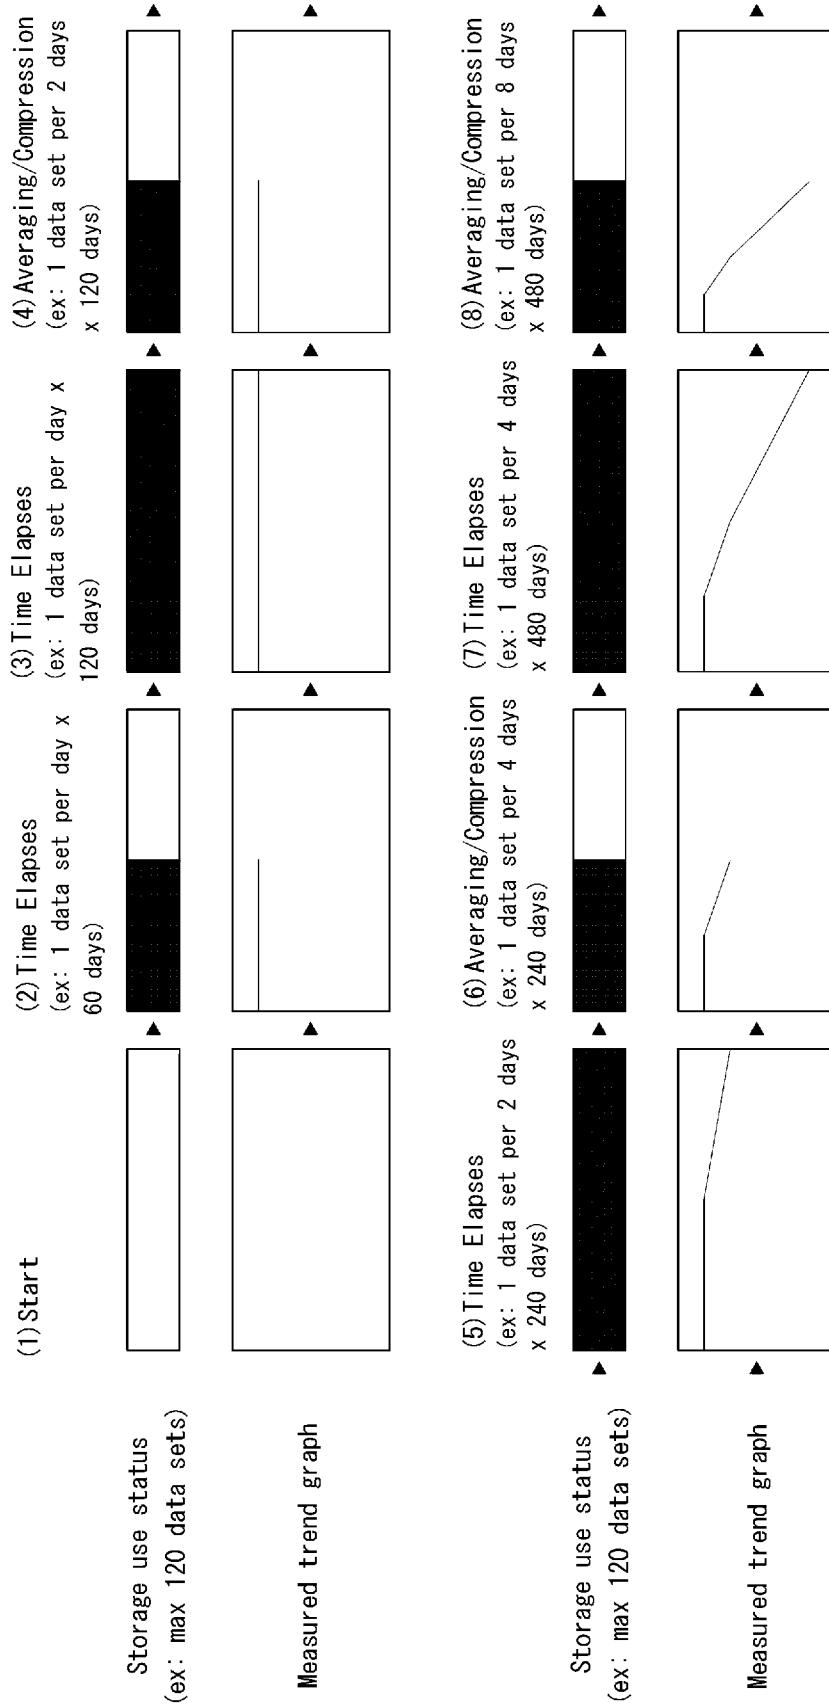 (1)Start
(2)Time Elapses
(ex: 1 data set per day x
60 days)
(3)Time Elapses
(ex: 1 data set per day x
120 days)
(4)Averaging/Compression
(ex: 1 data set per 2 days
x 120 days)
Storage use status
(ex: max 120 data sets)
Measured trend graph
(5)Time Elapses
(ex: 1 data set per 2 days
x 240 days)
(6)Averaging/Compression
(ex: 1 data set per 4 days
x 240 days)
(7)Time Elapses
(ex: 1 data set per 4 days
x 480 days)
(8)Averaging/Compression
(ex: 1 data set per 8 days
x 480 days)
Storage use status
(ex: max 120 data sets)
Measured trend graph